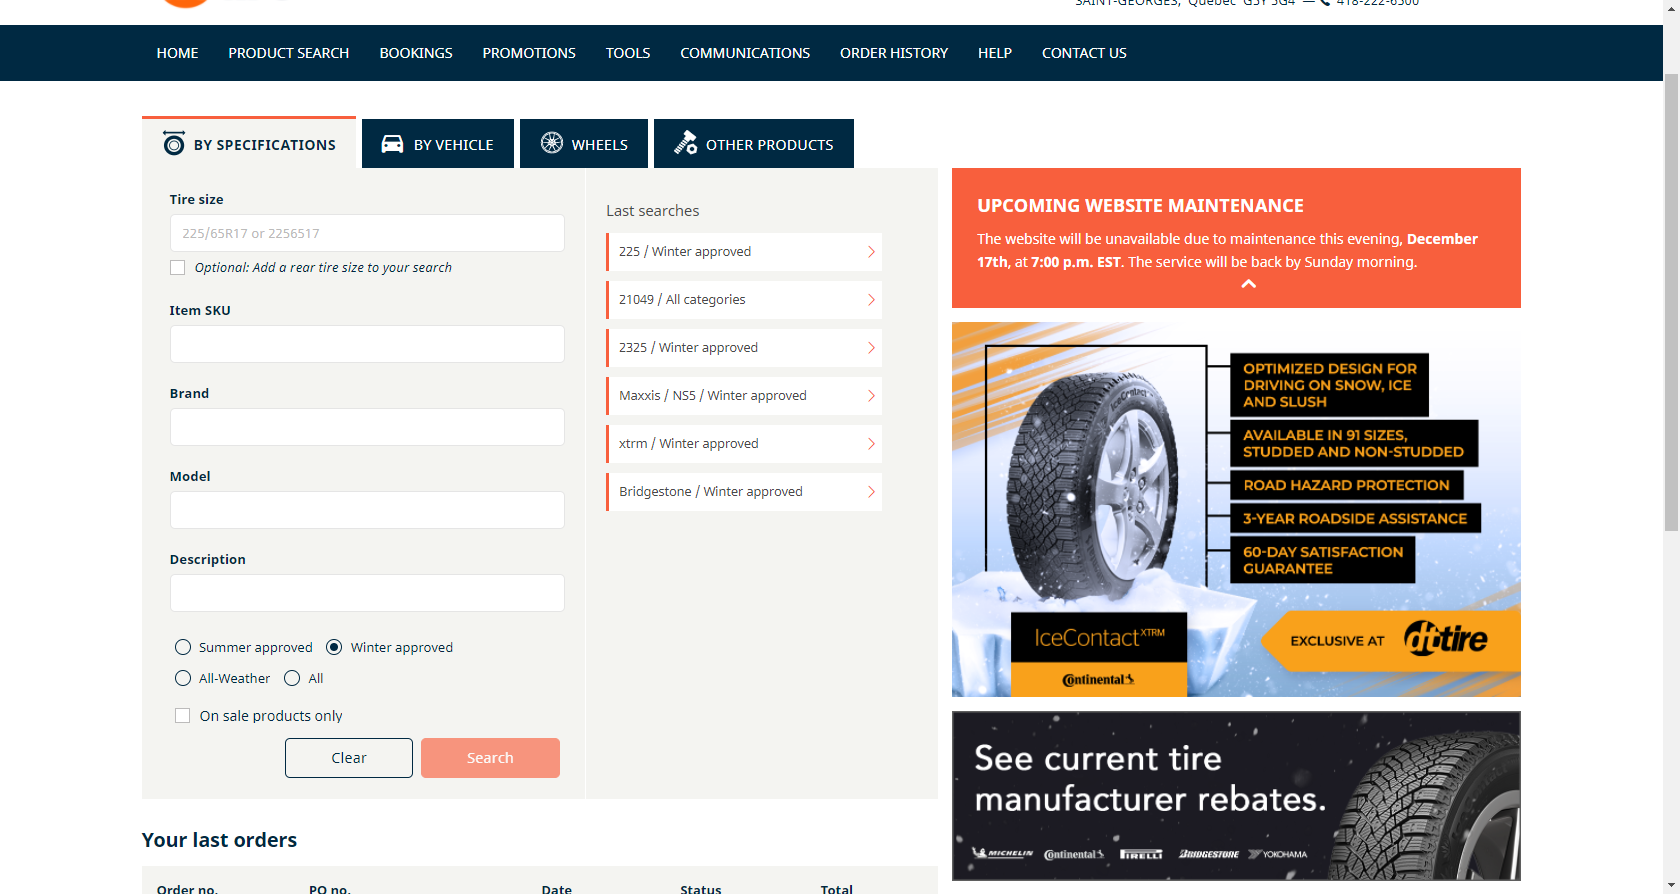 SAINT-GEORGES, Quebec G5Y 5G4 — 418-222-6500
HOME PRODUCT SEARCH BOOKINGS PROMOTIONS TOOLS COMMUNICATIONS ORDER HISTORY HELP CONTACT US
BY SPECIFICATIONS BY VEHICLE WHEELS OTHER PRODUCTS
Tire size
225/65R17 or 2256517
Optional: Add a rear tire size to your search
Item SKU
Brand
Model
Description
Summer approved Winter approved
All-Weather All
On sale products only
Clear Search
Last searches
225 / Winter approved
21049 / All categories
2325 / Winter approved
Maxxis / NS5 / Winter approved
xtrm / Winter approved
Bridgestone / Winter approved
UPCOMING WEBSITE MAINTENANCE
The website will be unavailable due to maintenance this evening, December
17th, at 7:00 p.m. EST. The service will be back by Sunday morning.
IceContact
OPTIMIZED DESIGN FOR
DRIVING ON SNOW, ICE
AND SLUSH
AVAILABLE IN 91 SIZES,
STUDDED AND NON-STUDDED
ROAD HAZARD PROTECTION
3-YEAR ROADSIDE ASSISTANCE
60-DAY SATISFACTION
GUARANTEE
IceContact XTRM
Continental
EXCLUSIVE AT dttire
See current tire
manufacturer rebates.
MICHELIN Continental PIRELLI BRIDGESTONE YOKOHAMA
Your last orders
Order no. PO no. Date Status Total